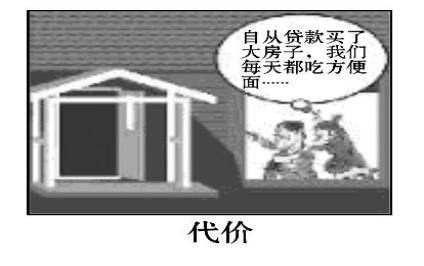 自从贷款买了
大房子，我们
每天都吃方便
面……
代价